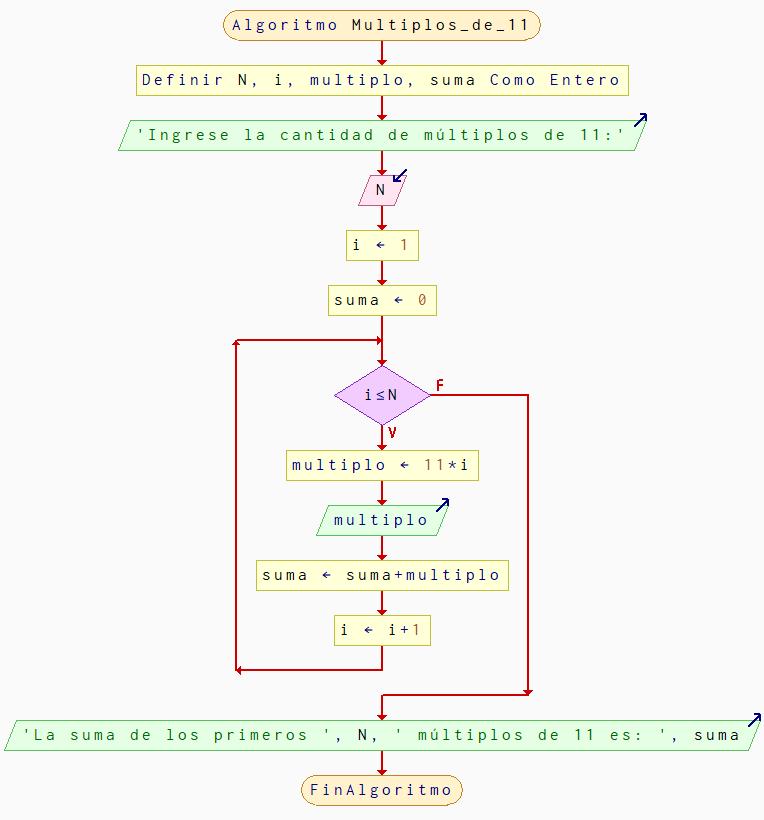 Algoritmo Multiplos_de_11
Definir N, i, multiplo, suma Como Entero
'Ingrese la cantidad de múltiplos de 11:'
N
i ← 1
suma ← 0
i≤N
F
V
multiplo ← 11*i
multiplo
suma ← suma+multiplo
i ← i+1
'La suma de los primeros ', N, ' múltiplos de 11 es: ', suma
FinAlgoritmo